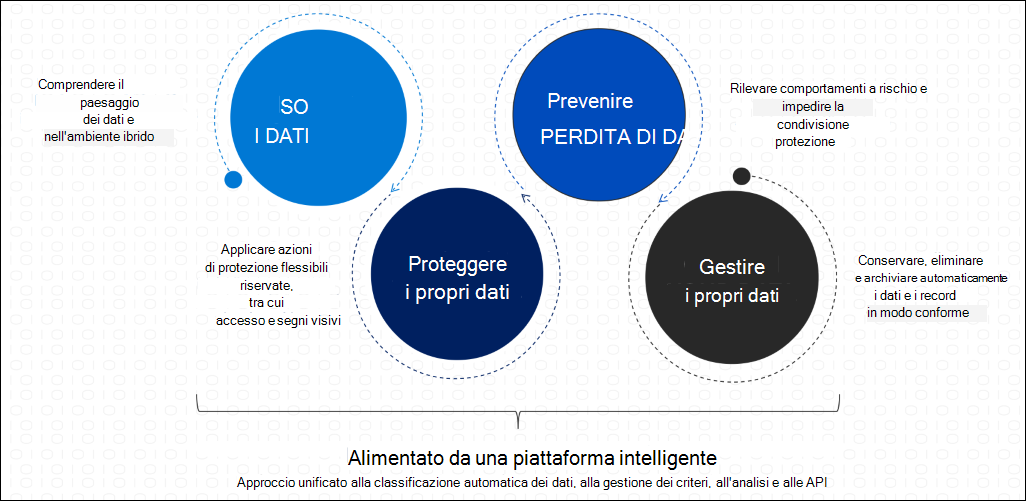 Comprendere il
paesaggio
dei dati e
nell'ambiente ibrido
SO
I DATI
Prevenire
PERDITA DI DA
Rilevare comportamenti a rischio e
impedire la
condivisione
protezione
Applicare azioni
di protezione flessibili
riservate,
tra cui
accesso e segni visivi
Proteggere
i propri dati
Gestire
i propri dati
Conservare, eliminare
e archiviare automaticamente
i dati e i record
in modo conforme
Alimentato da una piattaforma intelligente
Approccio unificato alla classificazione automatica dei dati, alla gestione dei criteri, all'analisi e alle API